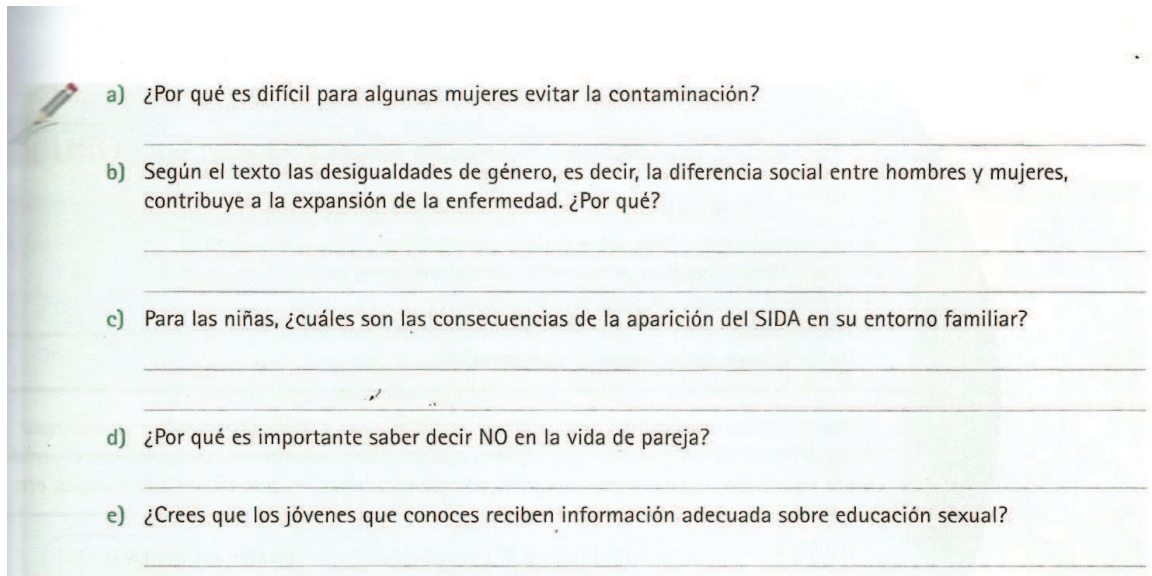 a) ¿Por qué es difícil para algunas mujeres evitar la contaminación?
b) Según el texto las desigualdades de género, es decir, la diferencia social entre hombres y mujeres,
contribuye a la expansión de la enfermedad. ¿Por qué?
c) Para las niñas, ¿cuáles son las consecuencias de la aparición del SIDA en su entorno familiar?
d) ¿Por qué es importante saber decir NO en la vida de pareja?
e) ¿Crees que los jóvenes que conoces reciben información adecuada sobre educación sexual?